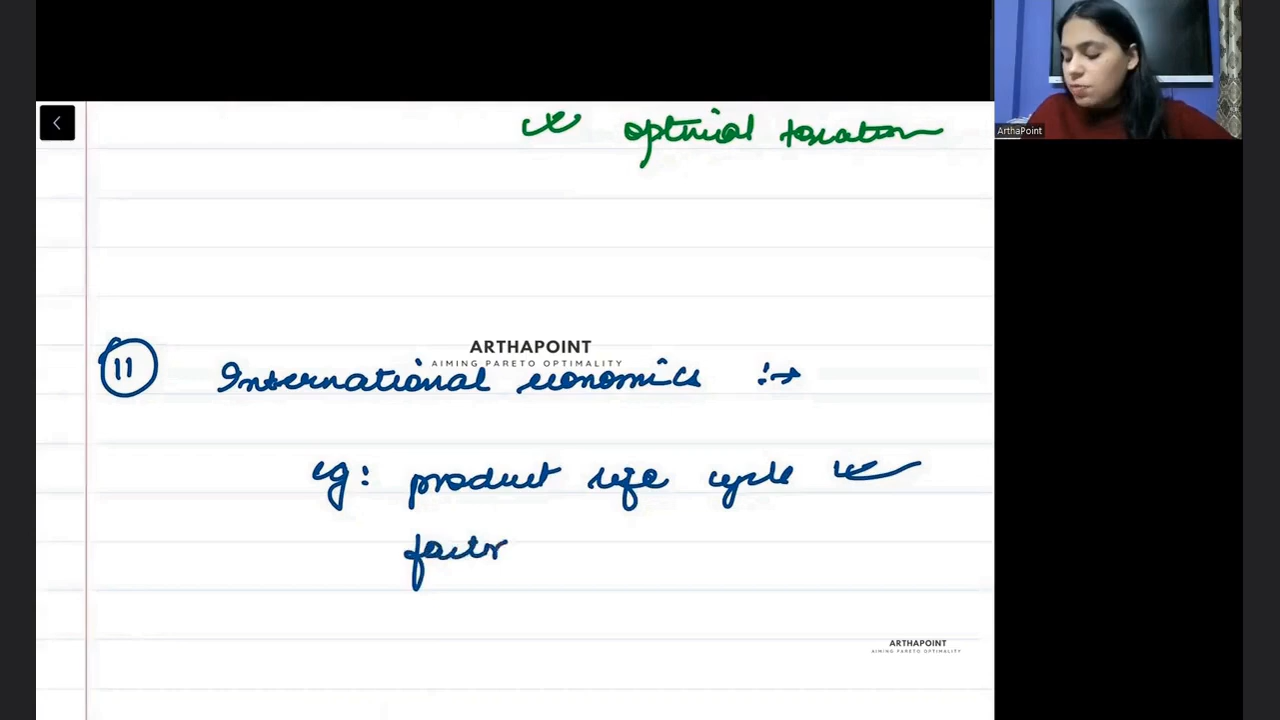 optimal taxation
ArthaPoint
ARTHAPOINT
AIMING PARETO OPTIMALITY
11 International economics :→
eg: product life cycle
factor
ARTHAPOINT
AIMING PARETO OPTIMALITY